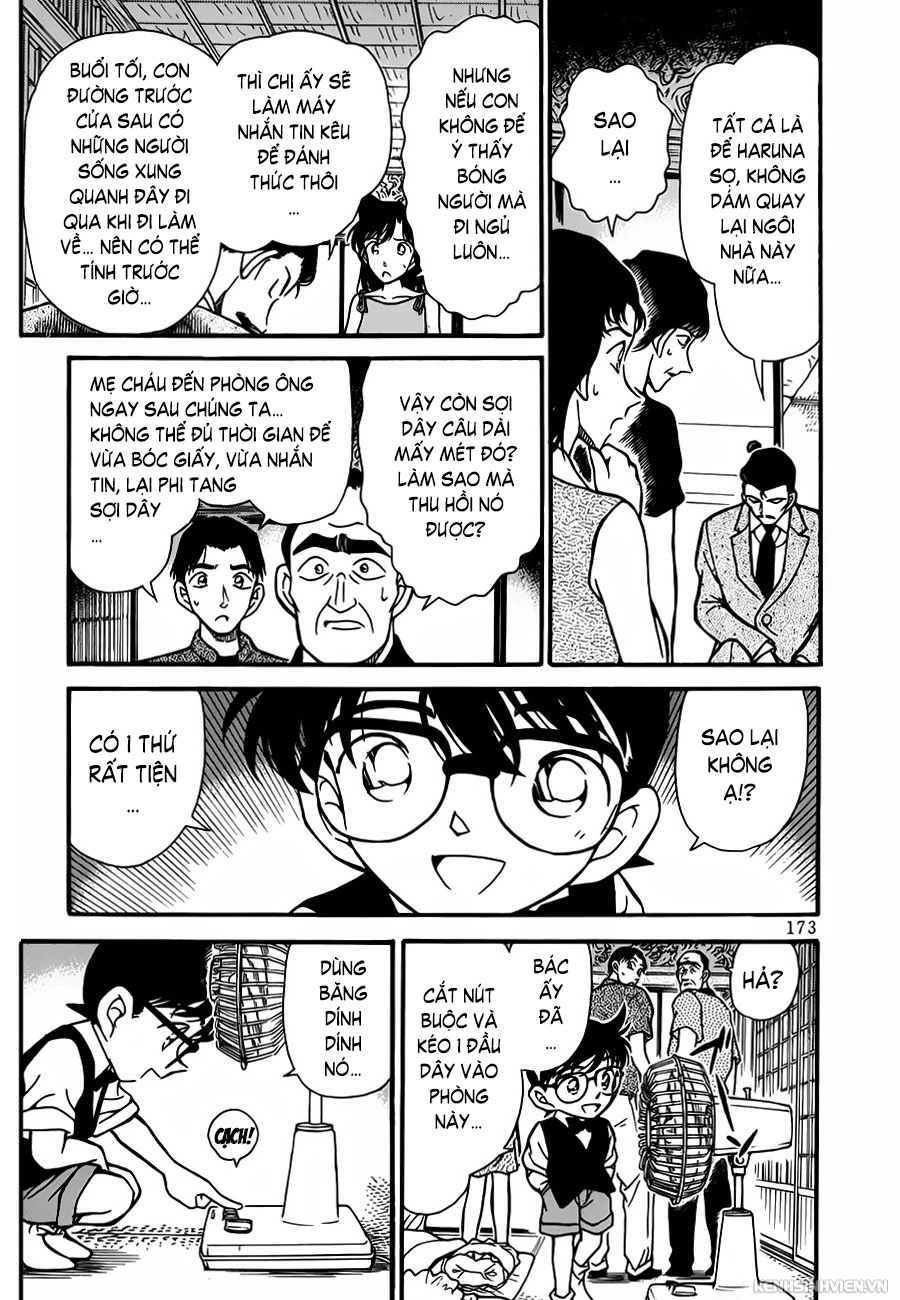 TẤT CẢ LÀ
ĐỂ HARUNA
SỢ, KHÔNG
DÁM QUAY
LẠI NGÔI
NHÀ NÀY
NỮA...
SAO LẠI
...
NHƯNG
NẾU CON
KHÔNG ĐỂ
Ý THẤY
BÓNG
NGƯỜI MÀ
ĐI NGỦ
LUÔN...
THÌ CHỊ ẤY SẼ
LÀM MÁY
NHẮN TIN KÊU
ĐỂ ĐÁNH
THỨC THÔI
...
BUỔI TỐI, CON
ĐƯỜNG TRƯỚC
CỬA SAU CÓ
NHỮNG NGƯỜI
SỐNG XUNG
QUANH ĐÂY ĐI
QUA KHI ĐI LÀM
VỀ... NÊN CÓ THỂ
TÍNH TRƯỚC
GIỜ...
VẬY CÒN SỢI
DÂY CÂU DÀI
MẤY MÉT ĐÓ?
LÀM SAO MÀ
THU HỒI NÓ
ĐƯỢC?
MẸ CHÁU ĐẾN PHÒNG ÔNG
NGAY SAU CHÚNG TA...
KHÔNG THỂ ĐỦ THỜI GIAN ĐỂ
VỪA BÓC GIẤY, VỪA NHẮN
TIN, LẠI PHI TANG
SỢI DÂY
...
SAO LẠI
KHÔNG
Ạ!?
CÓ 1 THỨ
RẤT TIỆN
...
173
HẢ?
BÁC
ẤY ĐÃ
...
CẮT NÚT
BUỘC VÀ
KÉO 1 ĐẦU
DÂY VÀO
PHÒNG
NÀY...
DÙNG
BĂNG
DÍNH
DÍNH
NÓ...
CẠCH!
KENHSINHVIEN.VN